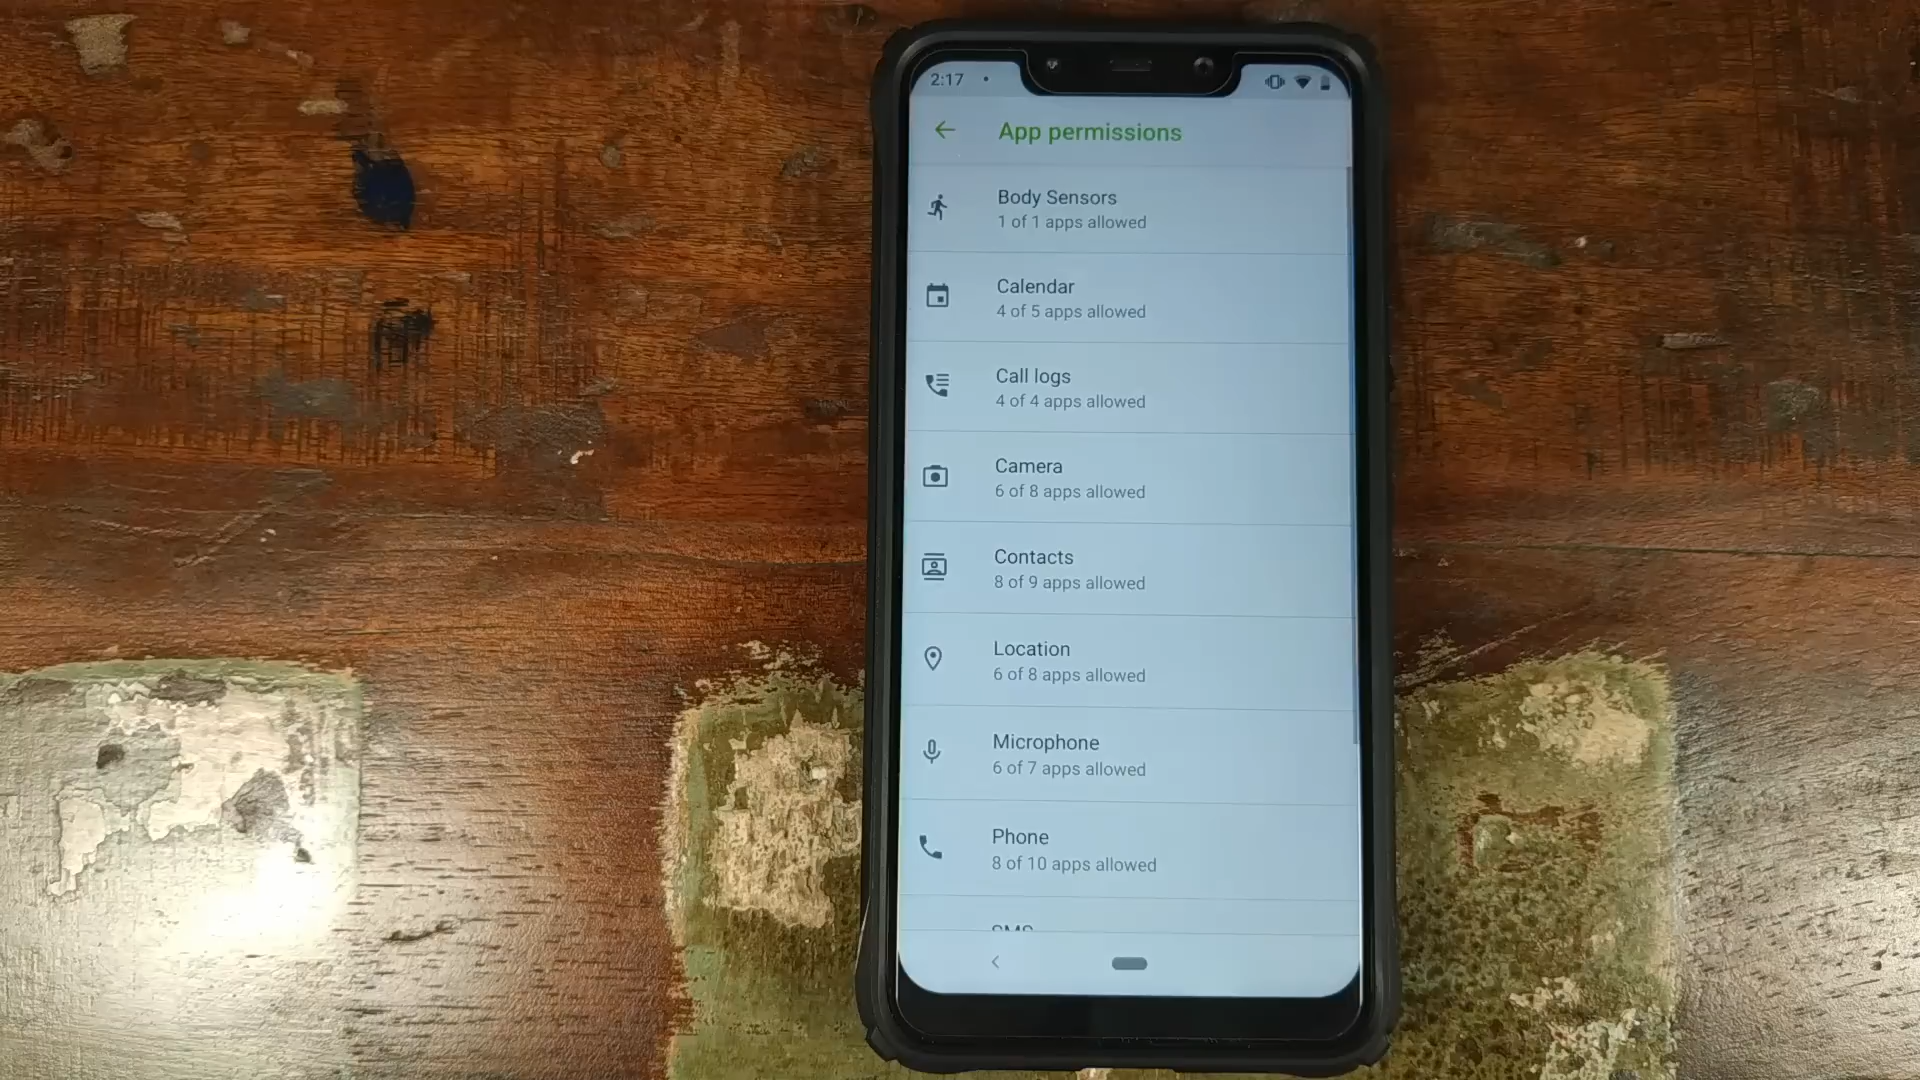 2:17
App permissions
Body Sensors
1 of 1 apps allowed
Calendar
4 of 5 apps allowed
Call logs
4 of 4 apps allowed
Camera
6 of 8 apps allowed
Contacts
8 of 9 apps allowed
Location
6 of 8 apps allowed
Microphone
6 of 7 apps allowed
Phone
8 of 10 apps allowed